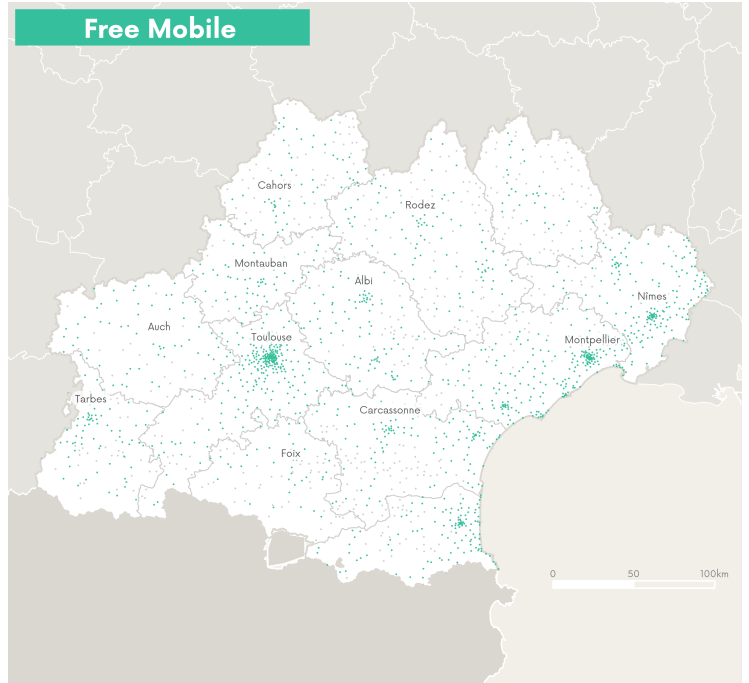 Free Mobile
Cahors
Rodez
Montauban
Albi
Nîmes
Auch
Toulouse
Montpellier
Tarbes
Carcassonne
Foix
0 50 100km